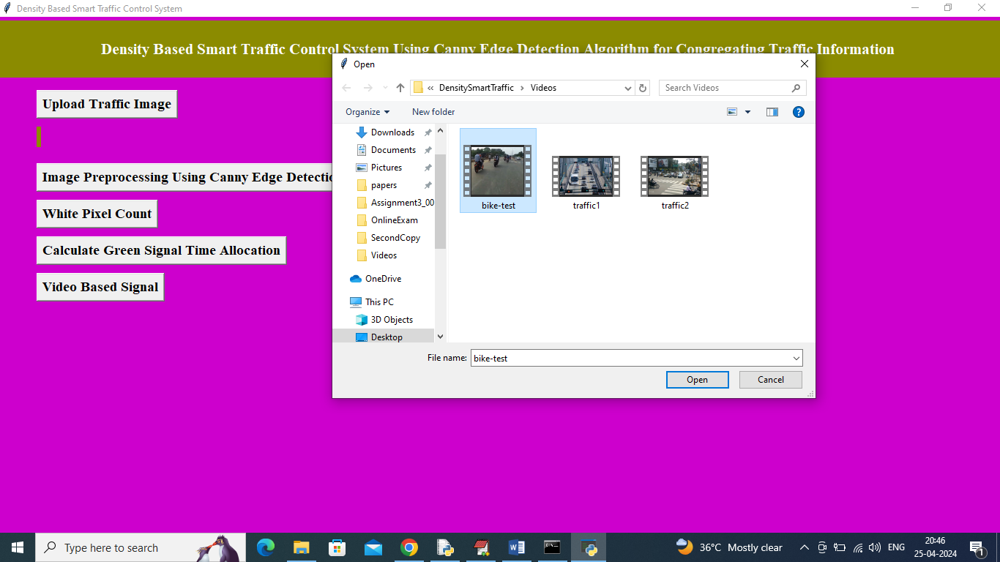 Density Based Smart Traffic Control System
Density Based Smart Traffic Control System Using Canny Edge Detection Algorithm for Congregating Traffic Information
Upload Traffic Image
Image Preprocessing Using Canny Edge Detectio
White Pixel Count
Calculate Green Signal Time Allocation
Video Based Signal
Open
« DensitySmartTraffic › Videos
Search Videos
Organize
New folder
Downloads
Documents
Pictures
papers
Assignment3_00
OnlineExam
SecondCopy
Videos
OneDrive
This PC
3D Objects
Desktop
bike-test
traffic1
traffic2
File name: bike-test
Open
Cancel
Type here to search
36°C Mostly clear
ENG
20:46
25-04-2024
1